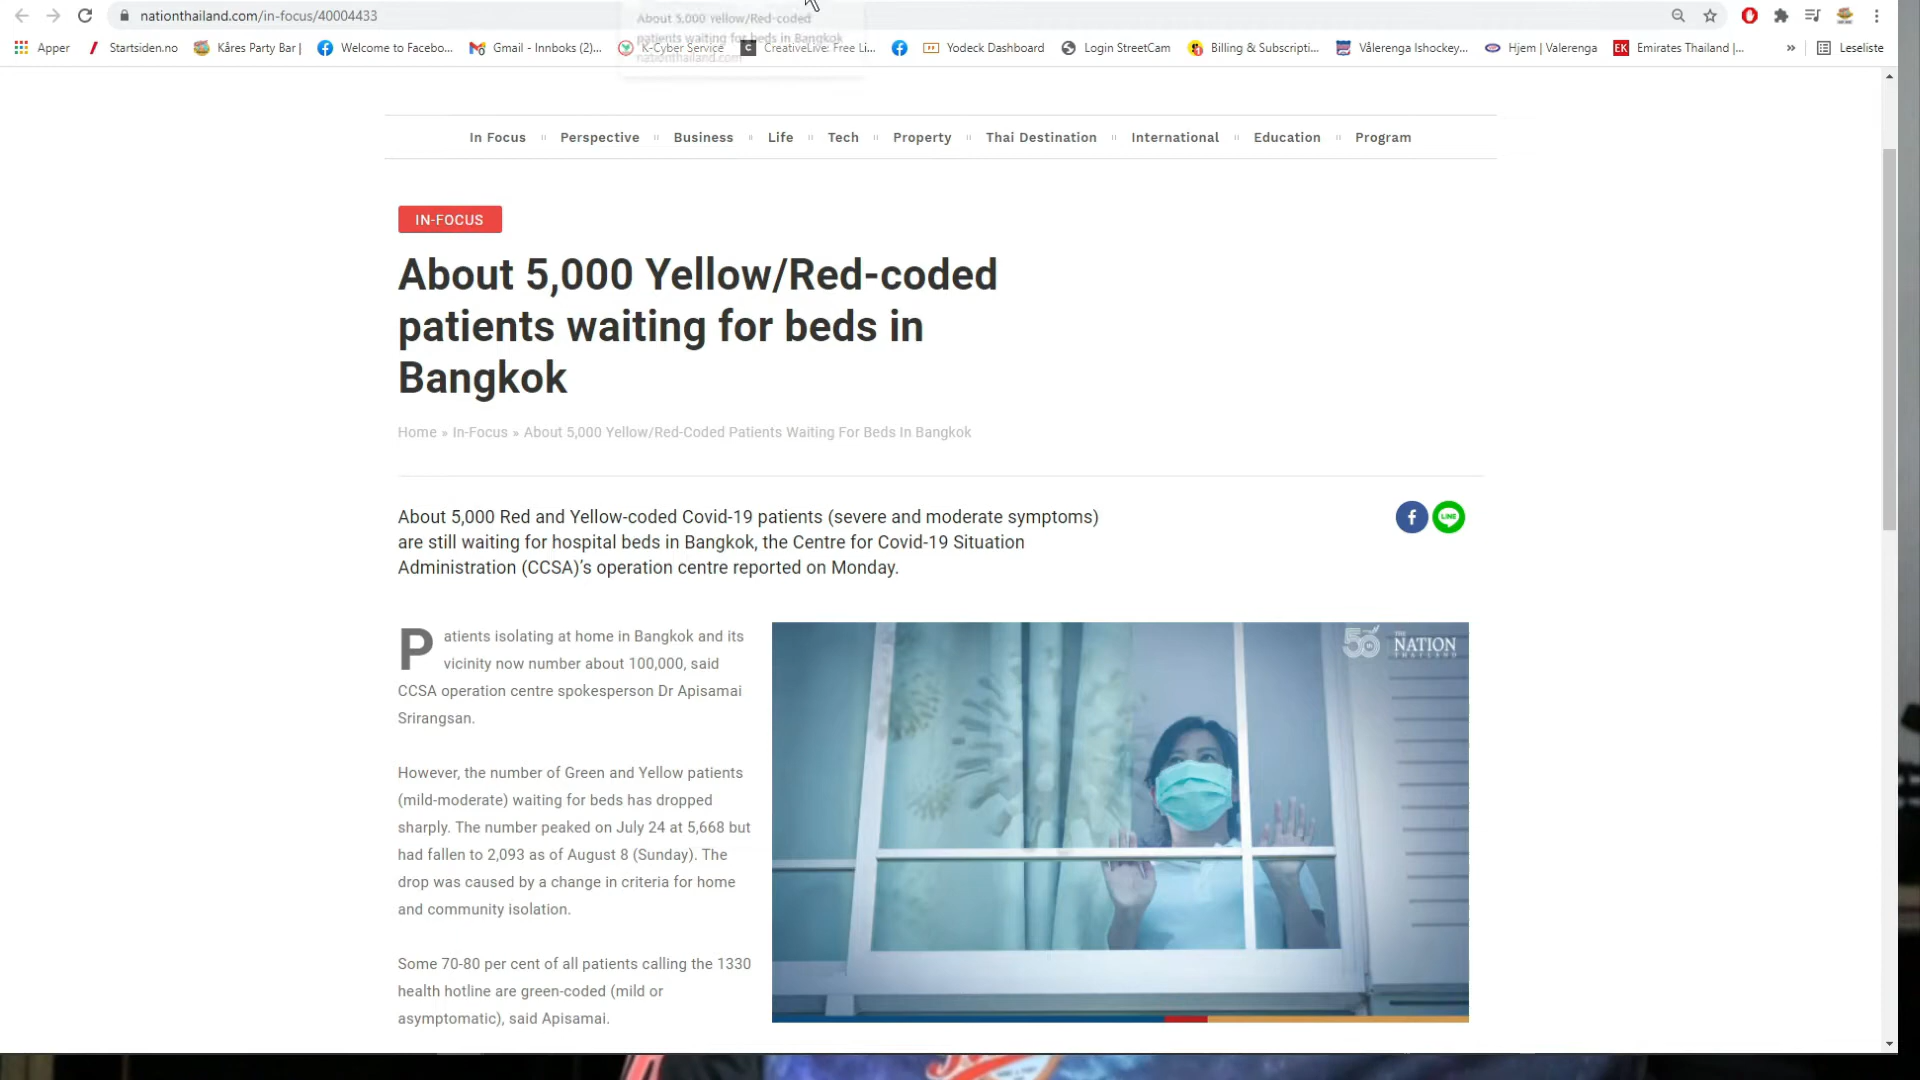 nationthailand.com/in-focus/40004433
About 5,000 Yellow/Red-coded
patients waiting for beds in Bangkok
nationthailand.com
Apper
Startsiden.no
Kåres Party Bar |
Welcome to Facebo...
Gmail - Innboks (2)...
K-Cyber Service
CreativeLive: Free Li...
Yodeck Dashboard
Login StreetCam
Billing & Subscripti...
Vålerenga Ishockey...
Hjem | Valerenga
EK Emirates Thailand |...
»
Leseliste
In Focus
Perspective
Business
Life
Tech
Property
Thai Destination
International
Education
Program
IN-FOCUS
About 5,000 Yellow/Red-coded
patients waiting for beds in
Bangkok
Home » In-Focus » About 5,000 Yellow/Red-Coded Patients Waiting For Beds In Bangkok
About 5,000 Red and Yellow-coded Covid-19 patients (severe and moderate symptoms)
are still waiting for hospital beds in Bangkok, the Centre for Covid-19 Situation
Administration (CCSA)’s operation centre reported on Monday.
LINE
Patients isolating at home in Bangkok and its
vicinity now number about 100,000, said
CCSA operation centre spokesperson Dr Apisamai
Srirangsan.
However, the number of Green and Yellow patients
(mild-moderate) waiting for beds has dropped
sharply. The number peaked on July 24 at 5,668 but
had fallen to 2,093 as of August 8 (Sunday). The
drop was caused by a change in criteria for home
and community isolation.
Some 70-80 per cent of all patients calling the 1330
health hotline are green-coded (mild or
asymptomatic), said Apisamai.
50 THE
NATION
THAILAND